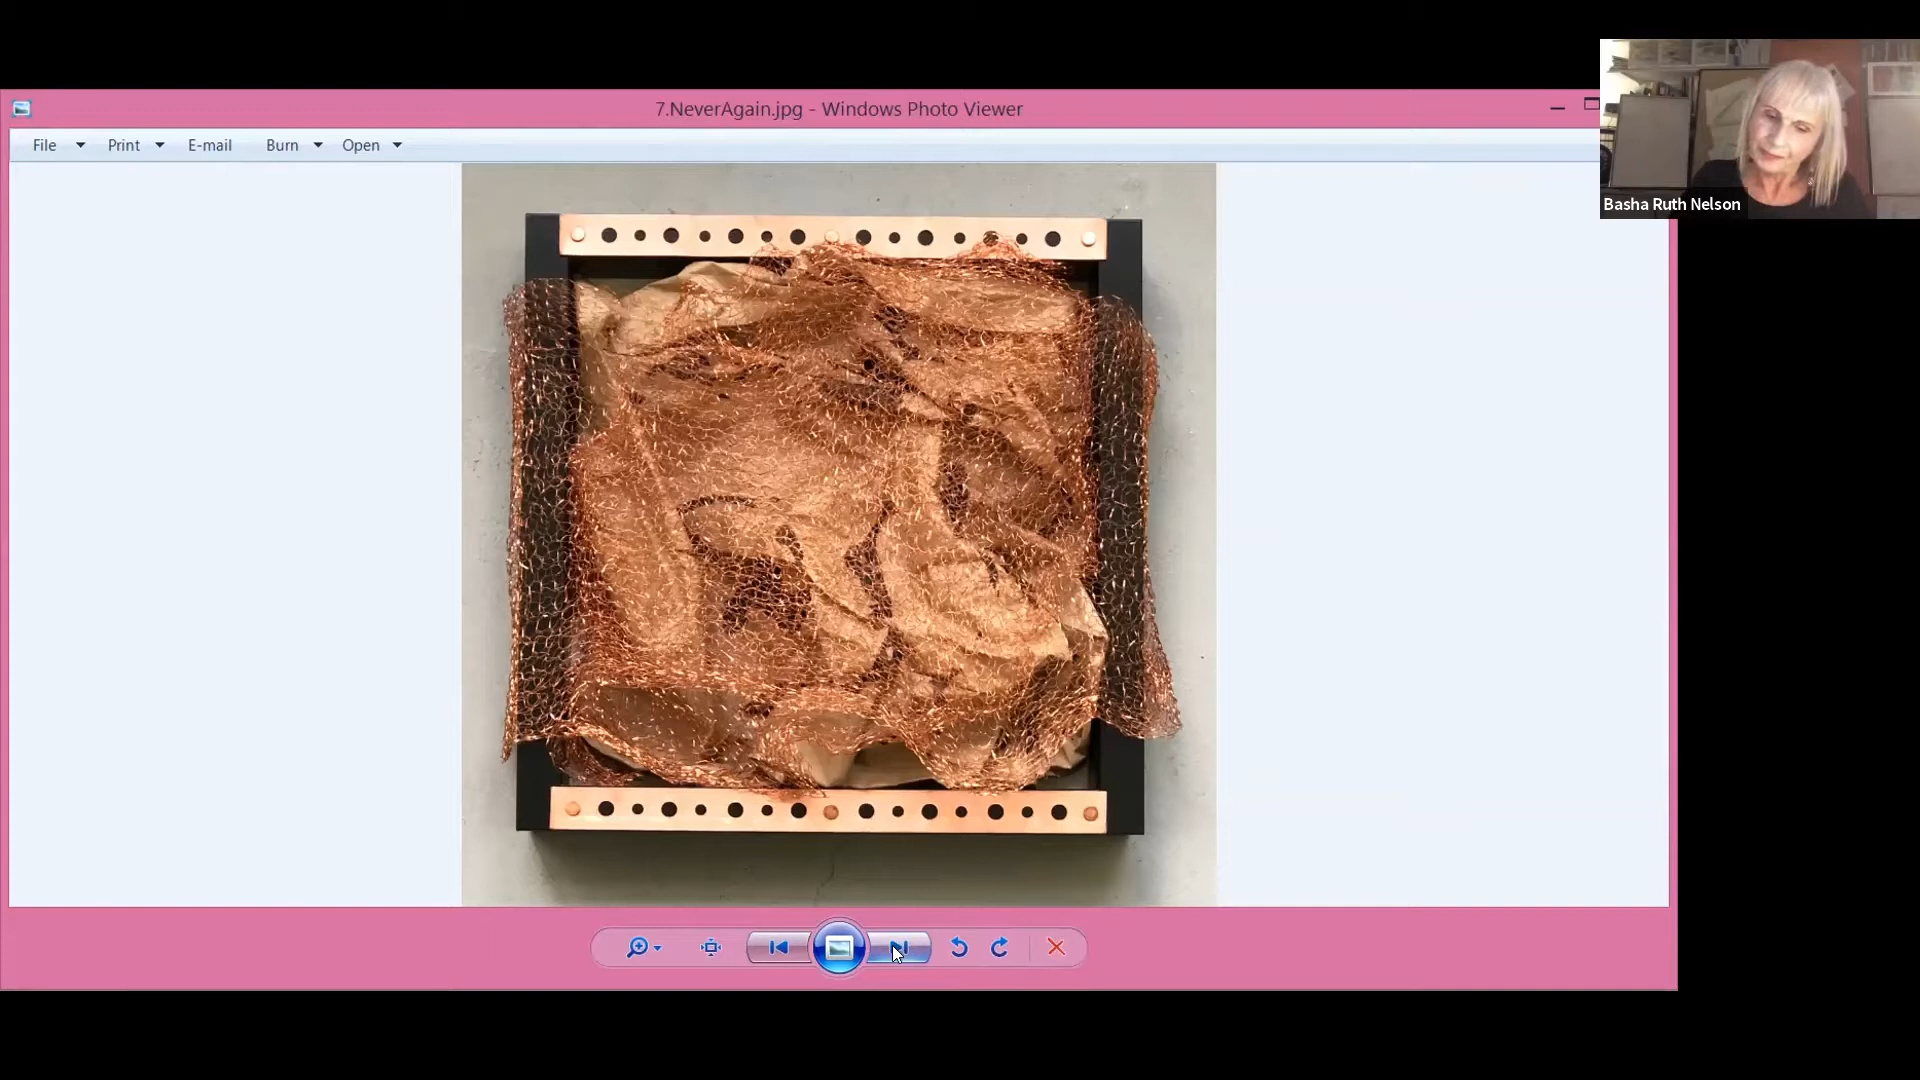 7.NeverAgain.jpg - Windows Photo Viewer
File Print E-mail Burn Open
Basha Ruth Nelson